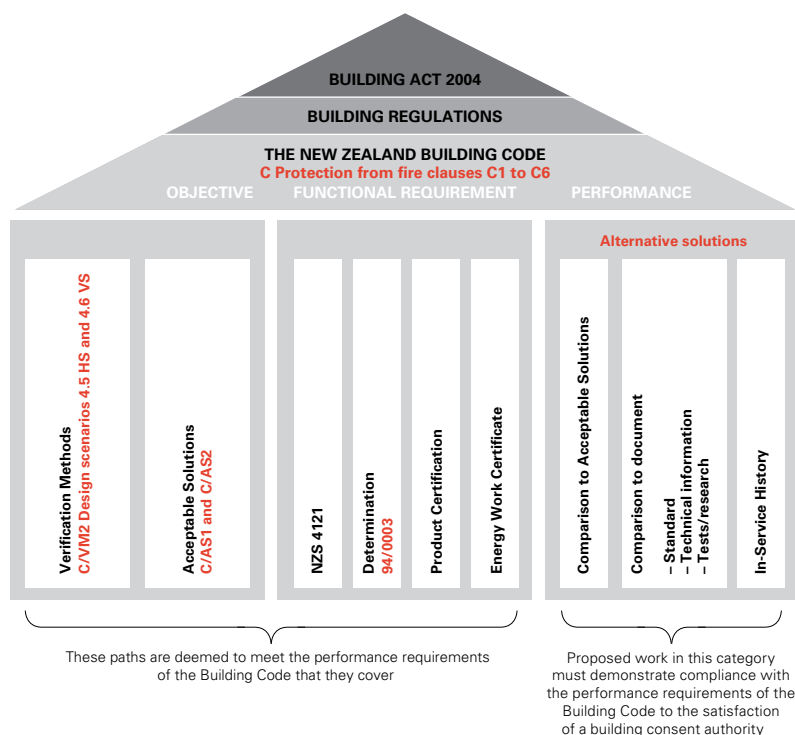 BUILDING ACT 2004
BUILDING REGULATIONS
THE NEW ZEALAND BUILDING CODE
C Protection from fire clauses C1 to C6
OBJECTIVE FUNCTIONAL REQUIREMENT PERFORMANCE
Verification Methods
C/VM2 Design scenarios 4.5 HS and 4.6 VS
Acceptable Solutions
C/AS1 and C/AS2
NZS 4121
Determination
94/0003
Product Certification
Energy Work Certificate
Alternative solutions
Comparison to Acceptable Solutions
Comparison to document
– Standard
– Technical information
– Tests/research
In-Service History
These paths are deemed to meet the performance requirements
of the Building Code that they cover
Proposed work in this category
must demonstrate compliance with
the performance requirements of the
Building Code to the satisfaction
of a building consent authority